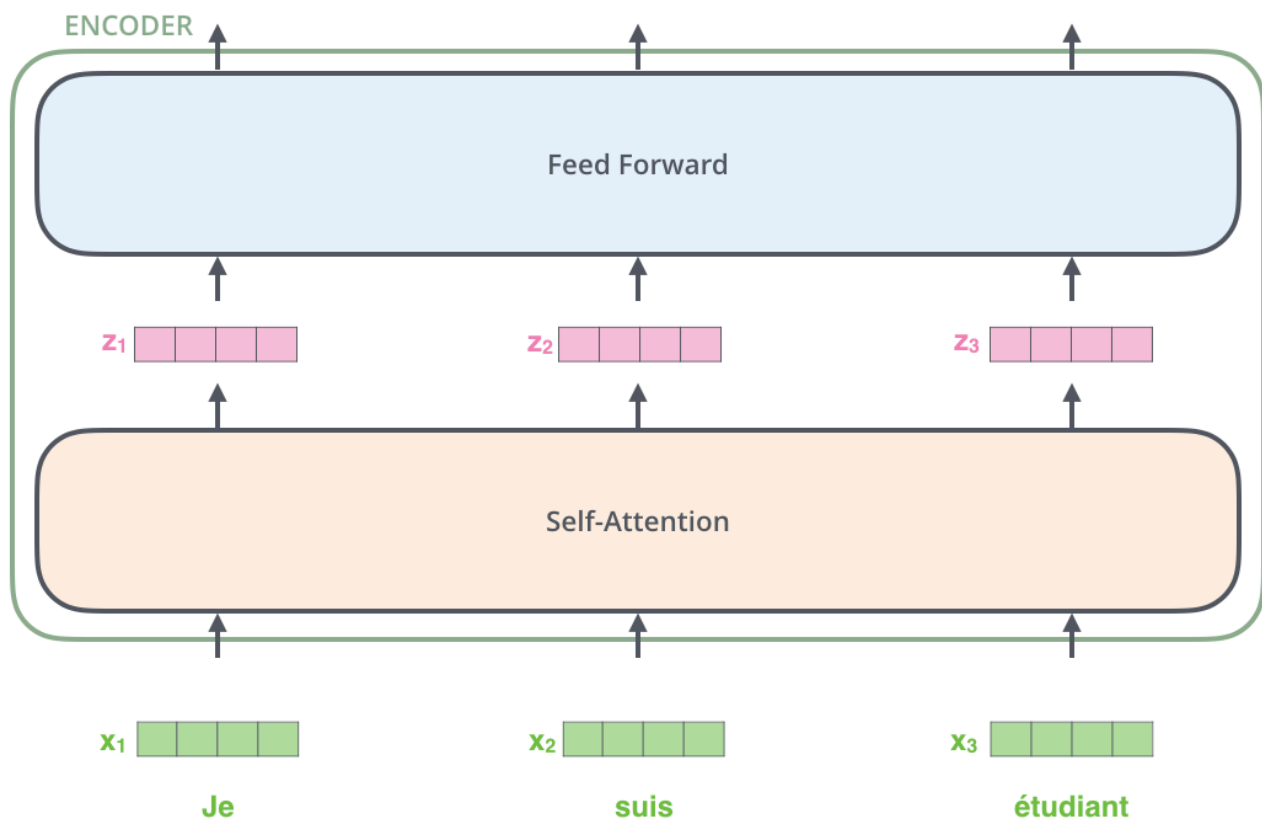 ENCODER
Feed Forward
z₁ z₂ z₃
Self-Attention
x₁ x₂ x₃
Je suis étudiant